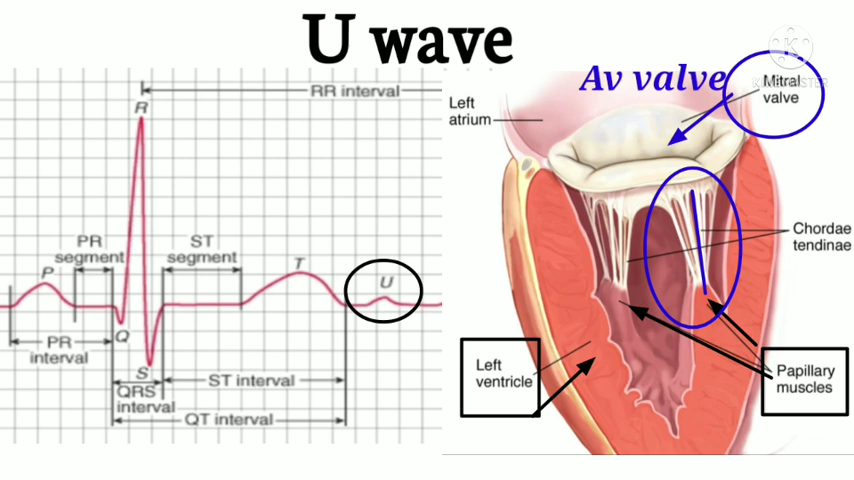 U wave
RR interval
R
PR
segment
ST
segment
P
T
U
PR
interval
Q
S
QRS
interval
ST interval
QT interval
Av valve
K
KINEMASTER
Mitral
valve
Left
atrium
Chordae
tendinae
Left
ventricle
Papillary
muscles